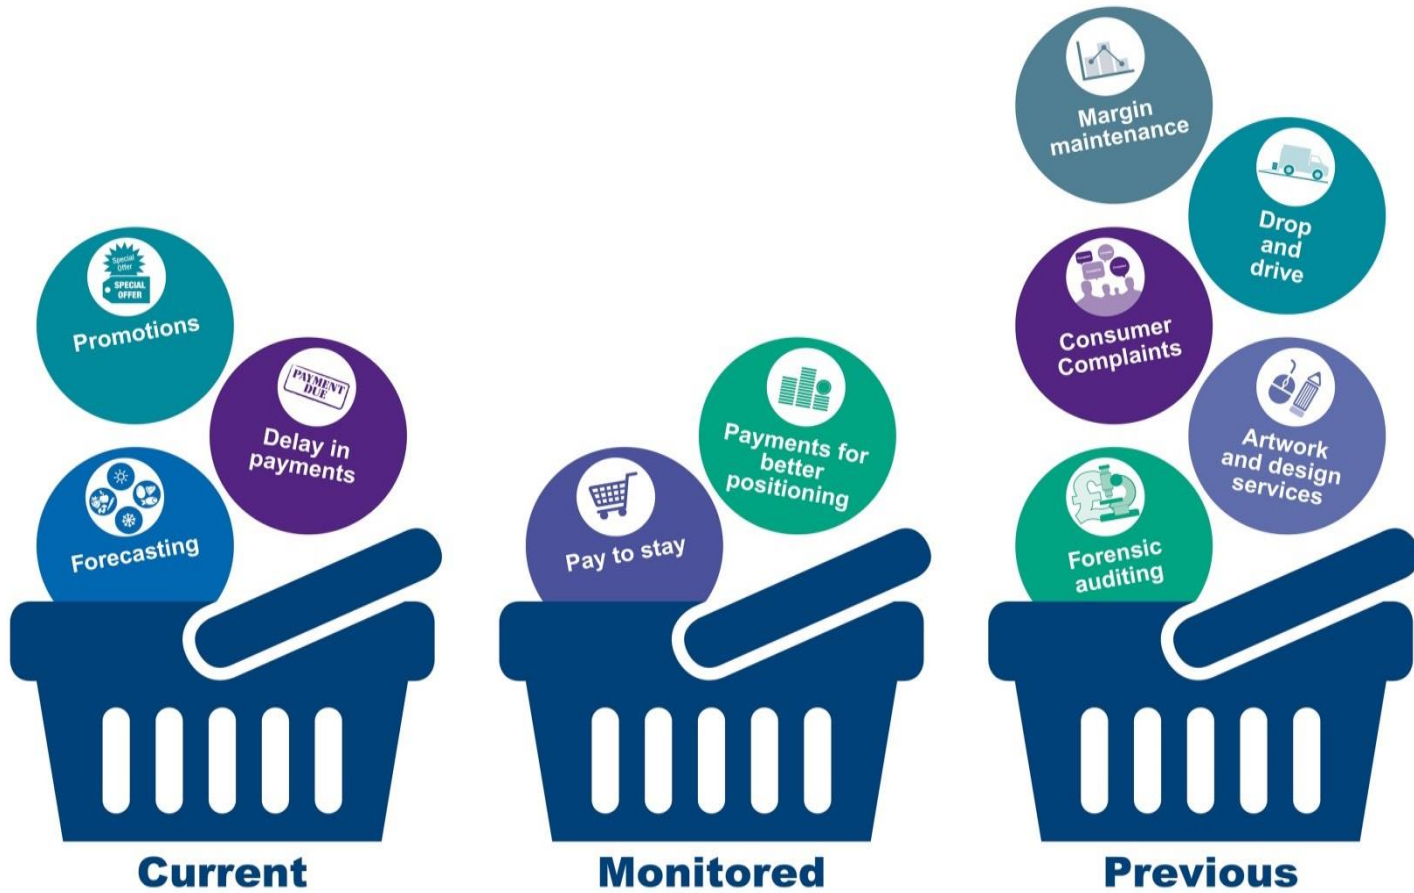 Special
Offer
SPECIAL
OFFER
Promotions
PAYMENT
DUE
Delay in
payments
Forecasting
Current
Payments for
better
positioning
Pay to stay
Monitored
Margin
maintenance
Drop
and
drive
Consumer
Complaints
Artwork
and design
services
£
Forensic
auditing
Previous